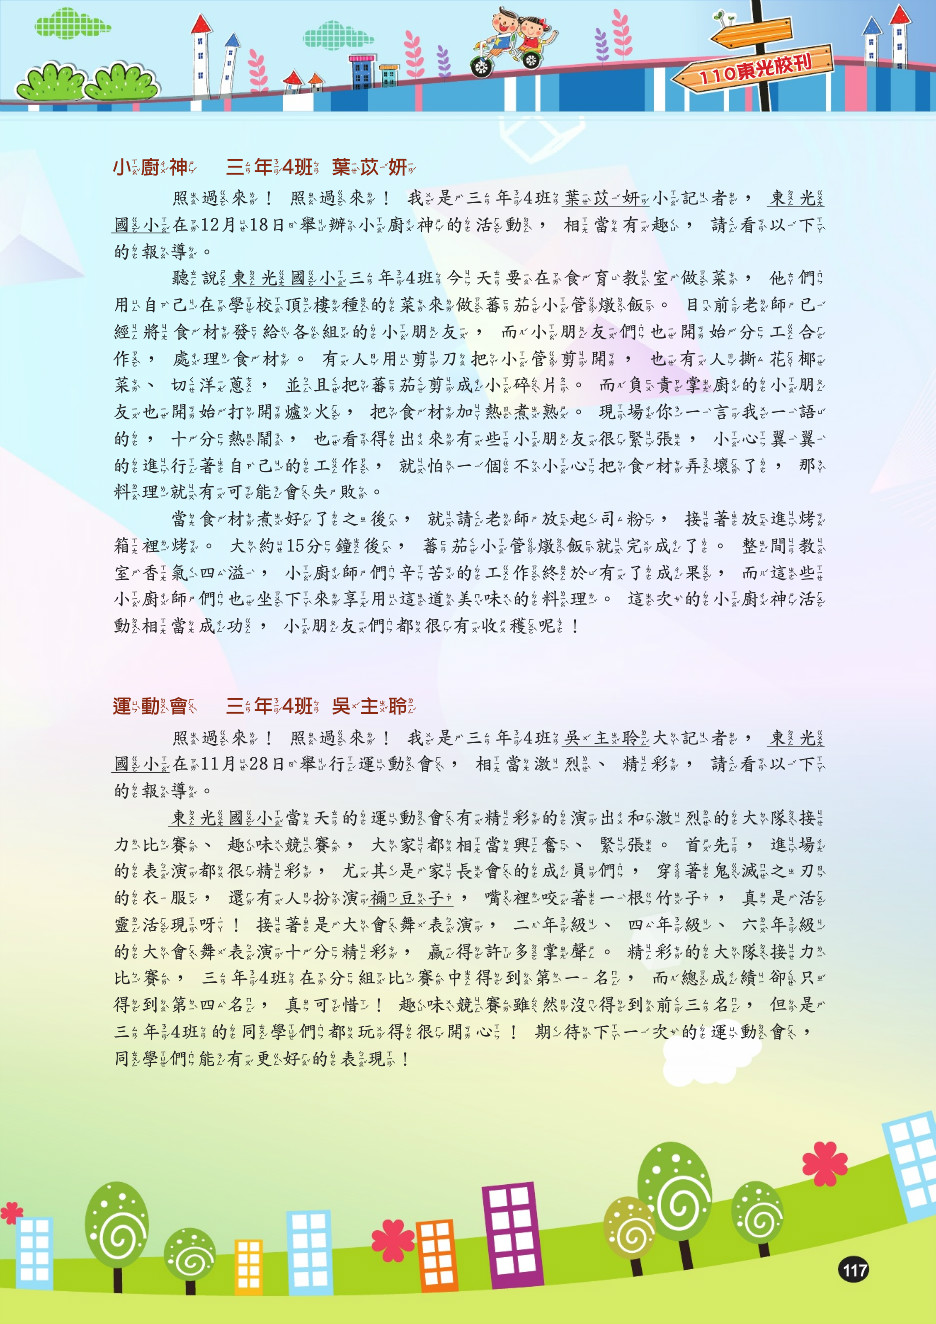 110東光校刊
小廚神　三年4班　葉苡妍
照過來！照過來！我是三年4班葉苡妍小記者，東光
國小在12月18日舉辦小廚神的活動，相當有趣，請看以下
的報導。
聽說東光國小三年4班今天要在食育教室做菜，他們
用自己在學校頂樓種的菜來做蕃茄小管燉飯。目前老師已
經將食材發給各組的小朋友，而小朋友們也開始分工合
作，處理食材。有人用剪刀把小管剪開，也有人撕花椰
菜、切洋蔥，並且把蕃茄剪成小碎片。而負責掌廚的小朋
友也開始打開爐火，把食材加熱煮熟。現場你一言我一語
的，十分熱鬧，也看得出來有些小朋友很緊張，小心翼翼
的進行著自己的工作，就怕一個不小心把食材弄壞了，那
料理就有可能會失敗。
當食材煮好了之後，就請老師放起司粉，接著放進烤
箱裡烤。大約15分鐘後，蕃茄小管燉飯就完成了。整間教
室香氣四溢，小廚師們辛苦的工作終於有了成果，而這些
小廚師們也坐下來享用這道美味的料理。這次的小廚神活
動相當成功，小朋友們都很有收穫呢！
運動會　三年4班　吳主聆
照過來！照過來！我是三年4班吳主聆大記者，東光
國小在11月28日舉行運動會，相當激烈、精彩，請看以下
的報導。
東光國小當天的運動會有精彩的演出和激烈的大隊接
力比賽、趣味競賽，大家都相當興奮、緊張。首先，進場
的表演都很精彩，尤其是家長會的成員們，穿著鬼滅之刃
的衣服，還有人扮演禰豆子，嘴裡咬著一根竹子，真是活
靈活現呀！接著是大會舞表演，二年級、四年級、六年級
的大會舞表演十分精彩，贏得許多掌聲。精彩的大隊接力
比賽，三年4班在分組比賽中得到第一名，而總成績卻只
得到第四名，真可惜！趣味競賽雖然沒得到前三名，但是
三年4班的同學們都玩得很開心！期待下一次的運動會，
同學們能有更好的表現！
117